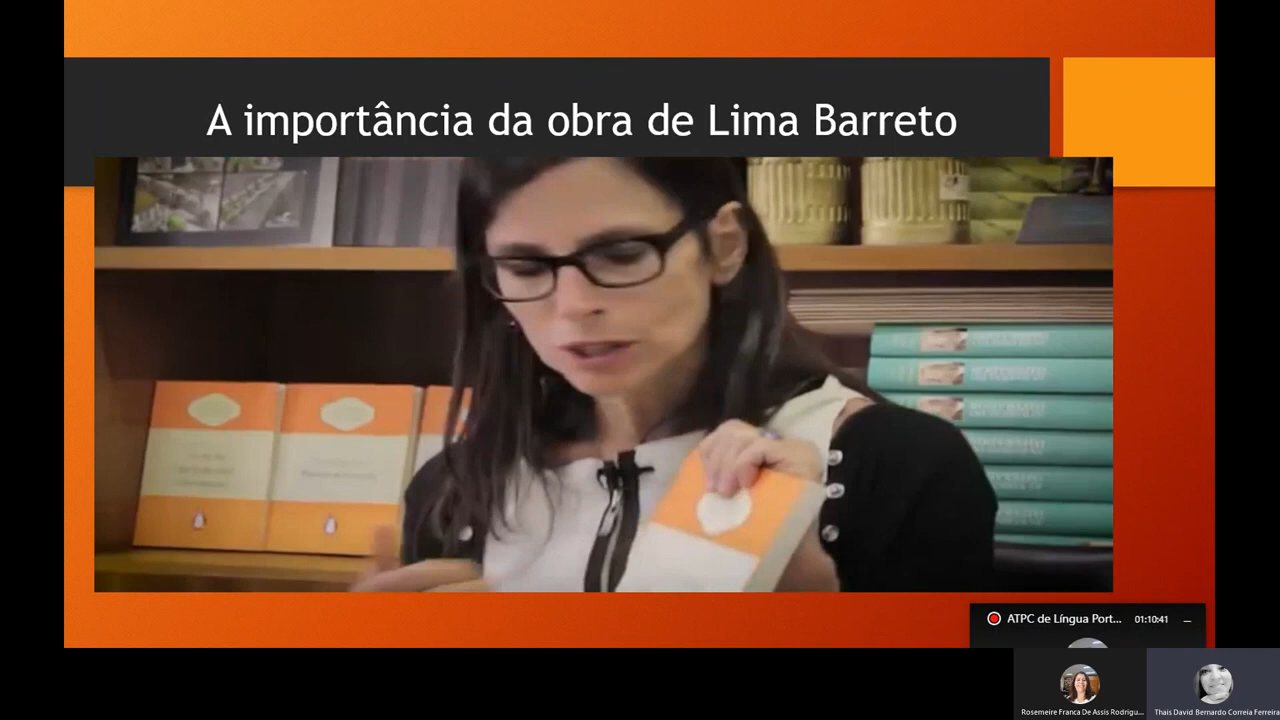 A importância da obra de Lima Barreto
ATPC de Língua Port... 01:10:41
Rosemeire Franca De Assis Rodrigu...
Thais David Bernardo Correia Ferreira